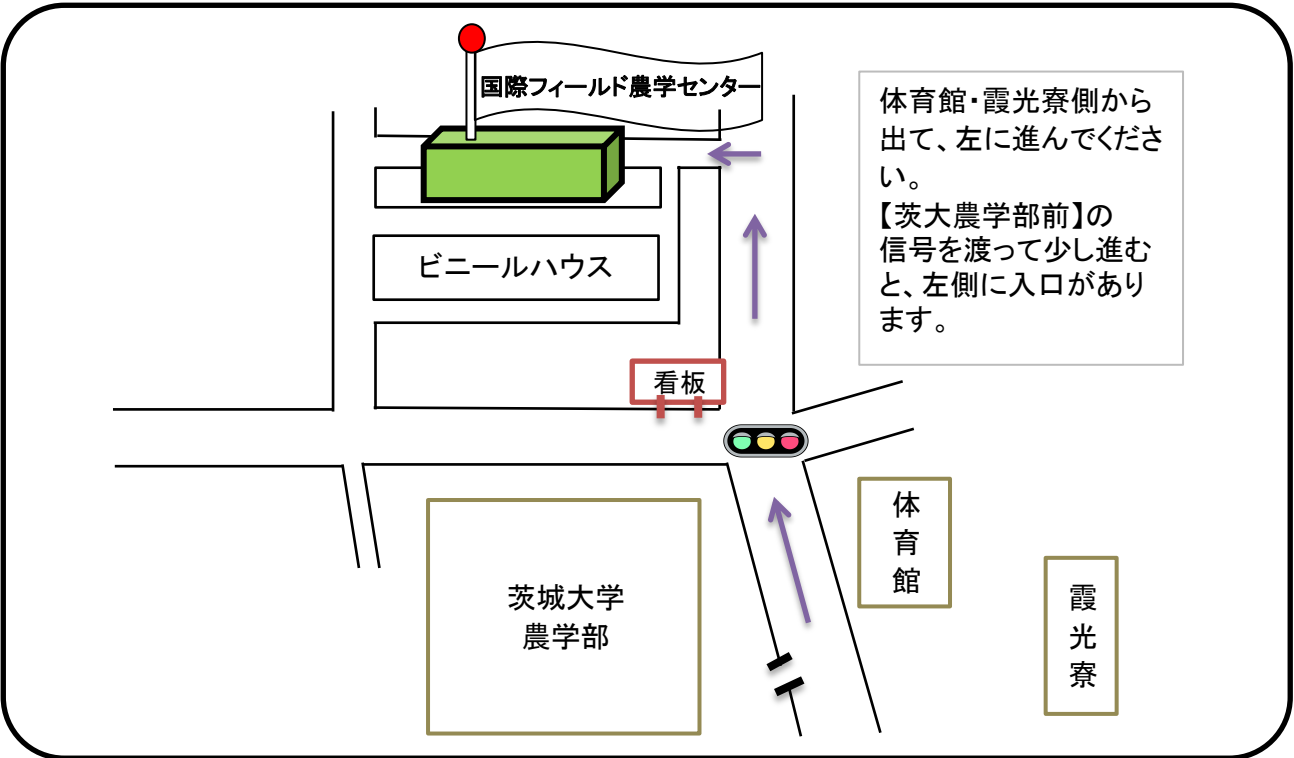 国際フィールド農学センター
体育館・霞光寮側から
出て、左に進んでくださ
い。
【茨大農学部前】の
信号を渡って少し進む
と、左側に入口があり
ます。
ビニールハウス
看板
体育館
茨城大学
農学部
霞光寮